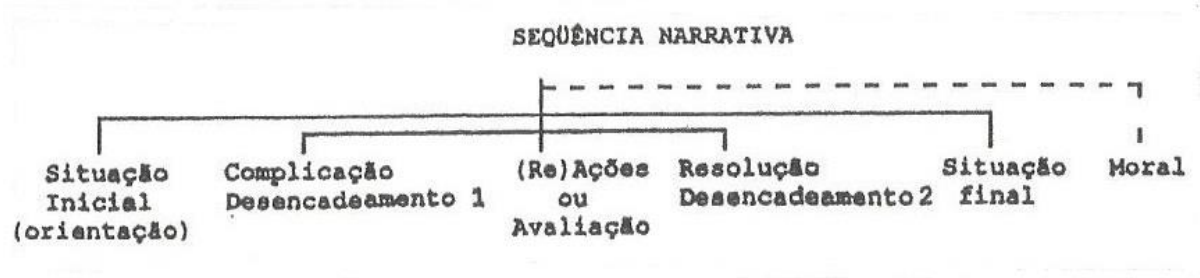 SEQÜÊNCIA NARRATIVA
Situação Complicação (Re)Ações Resolução Situação Moral
Inicial Desencadeamento 1 ou Desencadeamento 2 final
(orientação) Avaliação